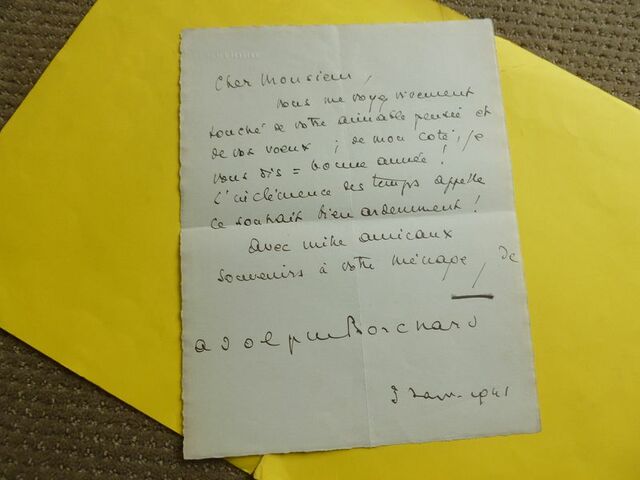 Cher Monsieur,
vous me voyez vivement
touché de votre aimable pensée et
de vos voeux ; de mon côté, je
vous dis = bonne année !
L'inclémence des temps appelle
ce souhait bien ardemment !
Avec mille amicaux
souvenirs à votre ménage, de
adolphe Borchard
3 janv. 1941